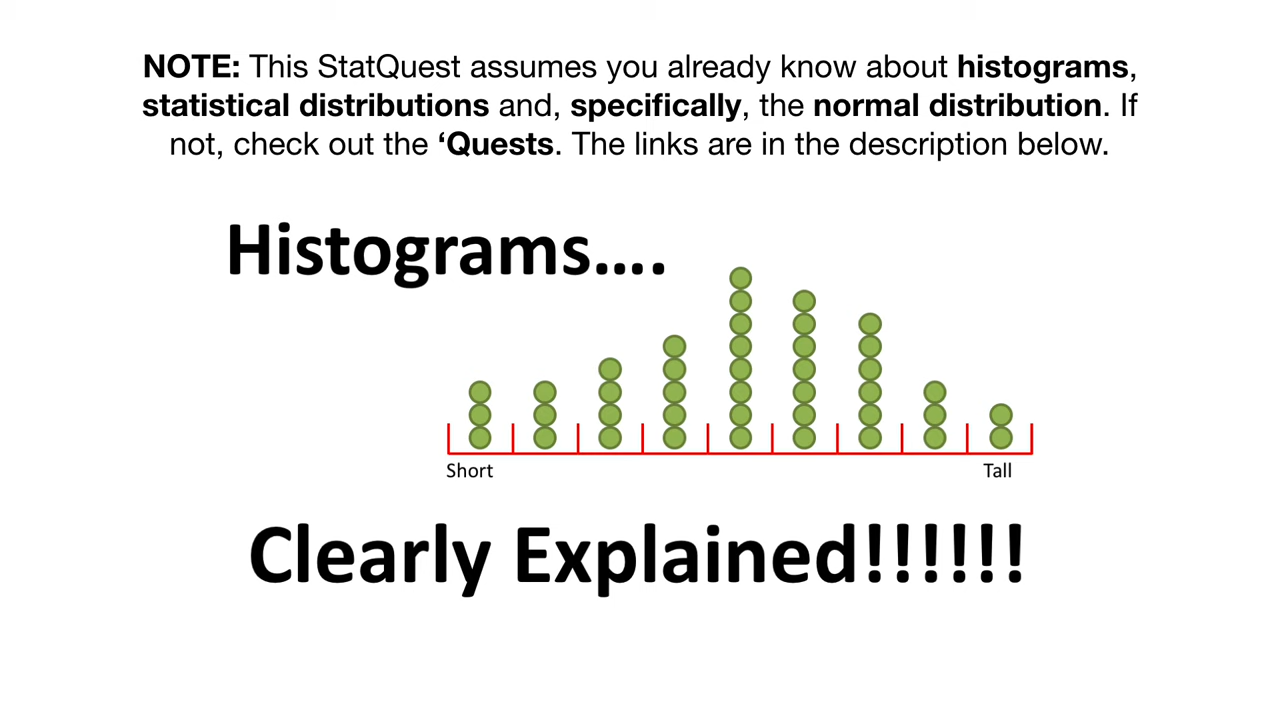 NOTE: This StatQuest assumes you already know about histograms,
statistical distributions and, specifically, the normal distribution. If
not, check out the ‘Quests. The links are in the description below.
Histograms....
Short
Tall
Clearly Explained!!!!!!